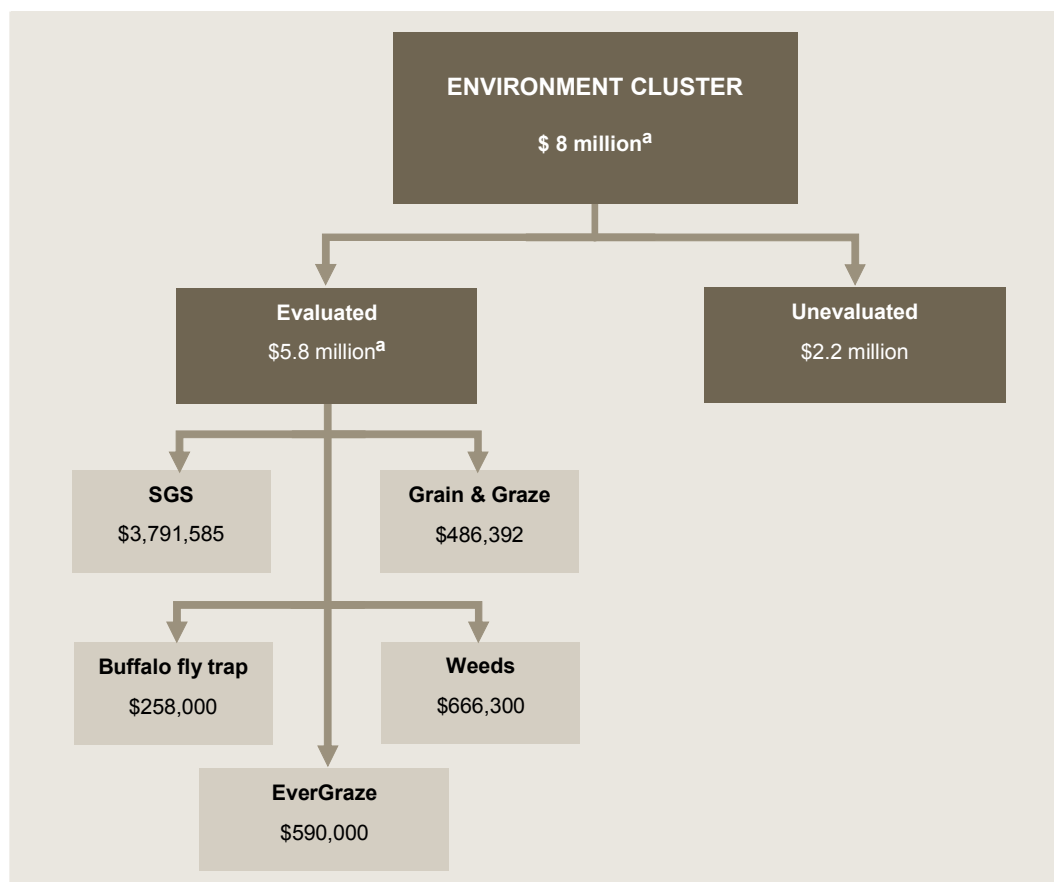 ENVIRONMENT CLUSTER
$ 8 millionᵃ
Evaluated
$5.8 millionᵃ
Unevaluated
$2.2 million
SGS
$3,791,585
Grain & Graze
$486,392
Buffalo fly trap
$258,000
Weeds
$666,300
EverGraze
$590,000